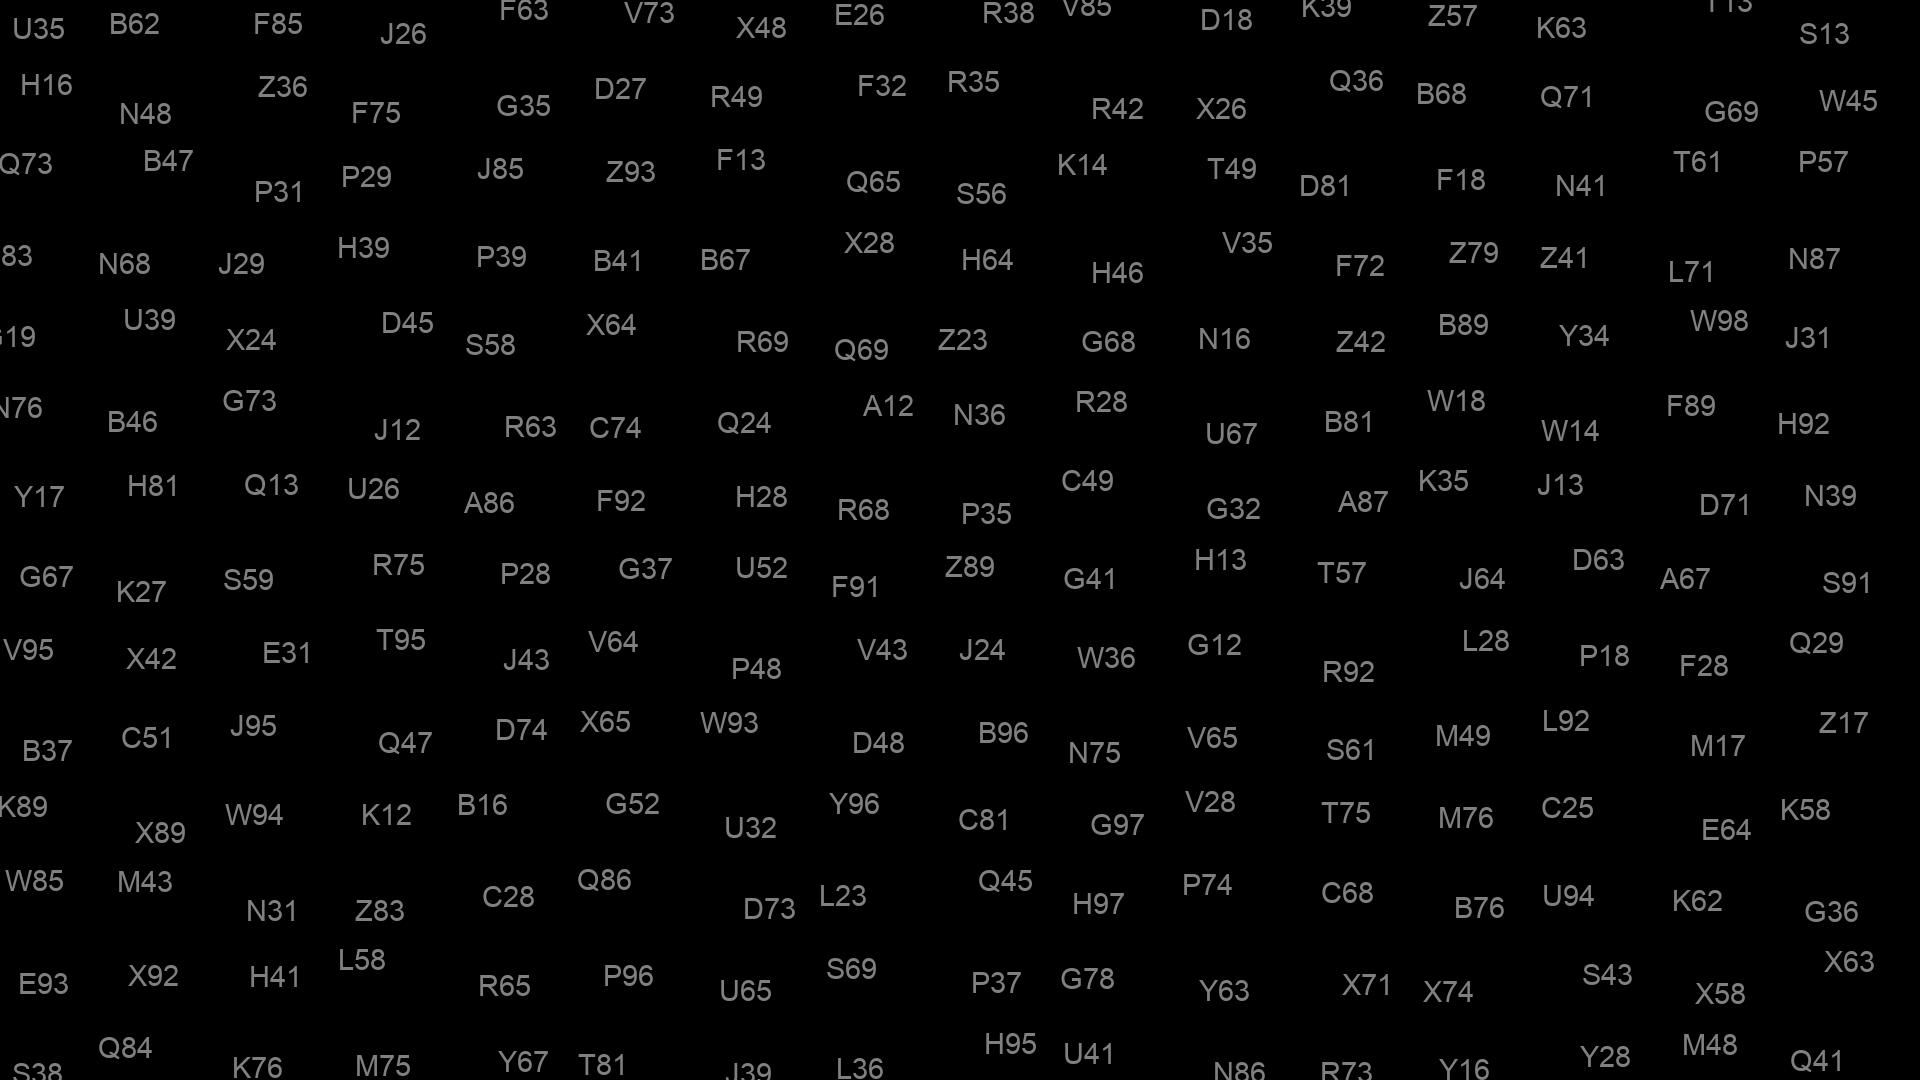 U35 B62 F85 J26 F63 V73 X48 E26 R38 V85 D18 K39 Z57 K63 T13 S13
H16 N48 Z36 F75 G35 D27 R49 F32 R35 R42 X26 Q36 B68 Q71 G69 W45
Q73 B47 P31 P29 J85 Z93 F13 Q65 S56 K14 T49 D81 F18 N41 T61 P57
83 N68 J29 H39 P39 B41 B67 X28 H64 H46 V35 F72 Z79 Z41 L71 N87
19 U39 X24 D45 S58 X64 R69 Q69 Z23 G68 N16 Z42 B89 Y34 W98 J31
N76 B46 G73 J12 R63 C74 Q24 A12 N36 R28 U67 B81 W18 W14 F89 H92
Y17 H81 Q13 U26 A86 F92 H28 R68 P35 C49 G32 A87 K35 J13 D71 N39
G67 K27 S59 R75 P28 G37 U52 F91 Z89 G41 H13 T57 J64 D63 A67 S91
V95 X42 E31 T95 J43 V64 P48 V43 J24 W36 G12 R92 L28 P18 F28 Q29
B37 C51 J95 Q47 D74 X65 W93 D48 B96 N75 V65 S61 M49 L92 M17 Z17
K89 X89 W94 K12 B16 G52 U32 Y96 C81 G97 V28 T75 M76 C25 E64 K58
W85 M43 N31 Z83 C28 Q86 D73 L23 Q45 H97 P74 C68 B76 U94 K62 G36
E93 X92 H41 L58 R65 P96 U65 S69 P37 G78 Y63 X71 X74 S43 X58 X63
S38 Q84 K76 M75 Y67 T81 J39 L36 H95 U41 N86 R73 Y16 Y28 M48 Q41